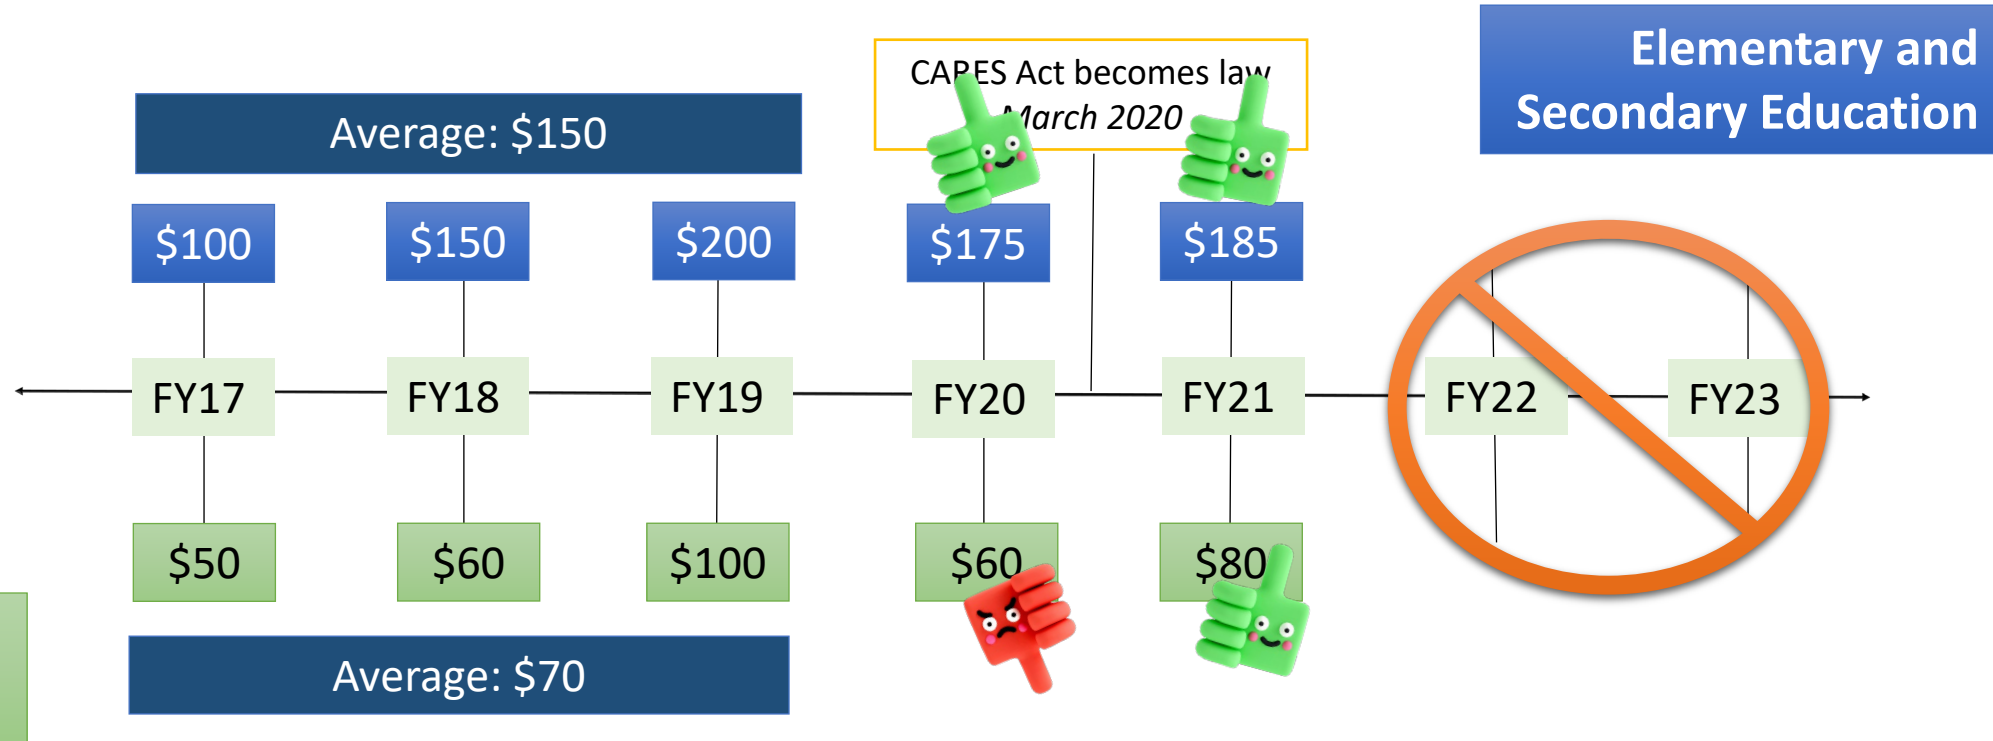 Elementary and
Secondary Education
CARES Act becomes law
March 2020
Average: $150
$100 $150 $200 $175 $185
FY17 FY18 FY19 FY20 FY21 FY22 FY23
$50 $60 $100 $60 $80
Average: $70